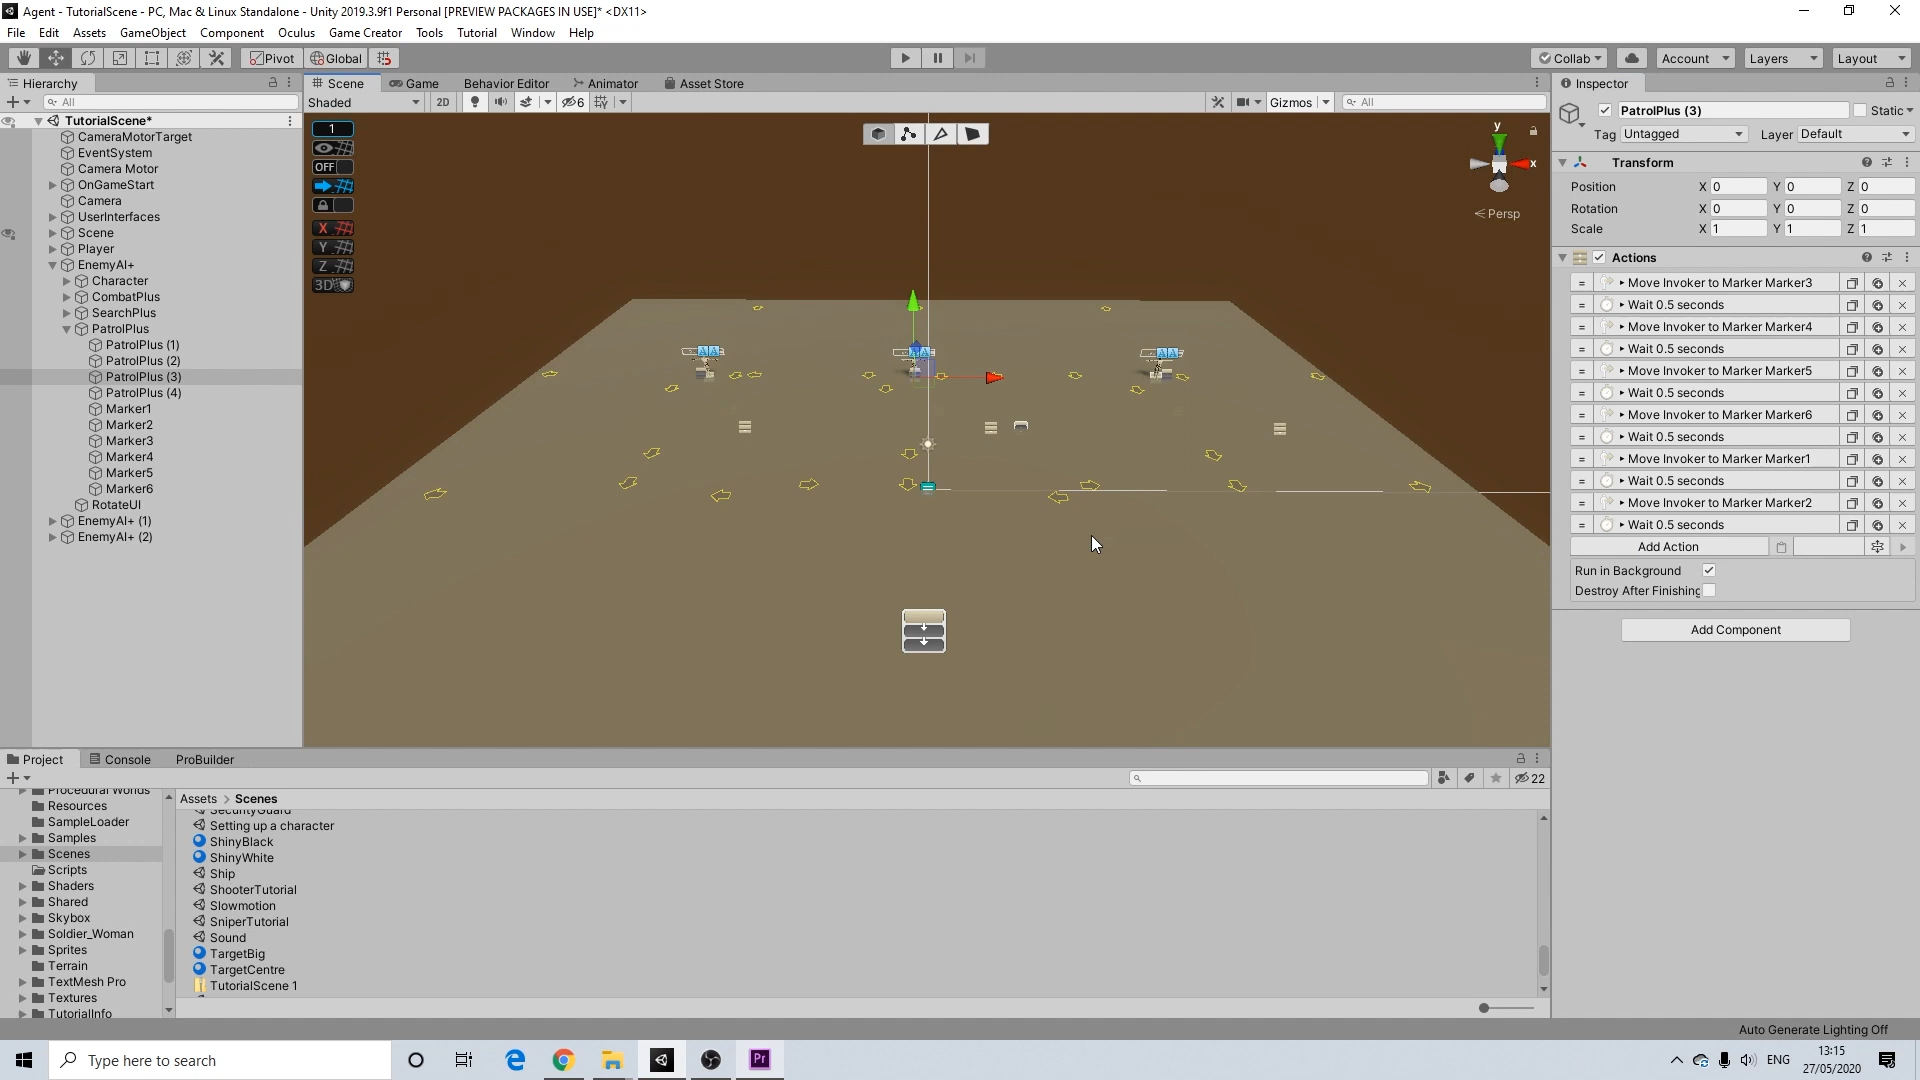 Agent - TutorialScene - PC, Mac & Linux Standalone - Unity 2019.3.9f1 Personal [PREVIEW PACKAGES IN USE]* <DX11>
File Edit Assets GameObject Component Oculus Game Creator Tools Tutorial Window Help
Pivot Global Collab Account Layers Layout
Hierarchy
All
TutorialScene*
CameraMotorTarget
EventSystem
Camera Motor
OnGameStart
Camera
UserInterfaces
Scene
Player
EnemyAI+
Character
CombatPlus
SearchPlus
PatrolPlus
PatrolPlus (1)
PatrolPlus (2)
PatrolPlus (3)
PatrolPlus (4)
Marker1
Marker2
Marker3
Marker4
Marker5
Marker6
RotateUI
EnemyAI+ (1)
EnemyAI+ (2)
Scene Game Behavior Editor Animator Asset Store
Shaded 2D 6 Gizmos All
1
OFF
X
Y
Z
3D
y
x
Persp
Inspector
PatrolPlus (3) Static
Tag Untagged Layer Default
Transform
Position X 0 Y 0 Z 0
Rotation X 0 Y 0 Z 0
Scale X 1 Y 1 Z 1
Actions
Move Invoker to Marker Marker3
Wait 0.5 seconds
Move Invoker to Marker Marker4
Wait 0.5 seconds
Move Invoker to Marker Marker5
Wait 0.5 seconds
Move Invoker to Marker Marker6
Wait 0.5 seconds
Move Invoker to Marker Marker1
Wait 0.5 seconds
Move Invoker to Marker Marker2
Wait 0.5 seconds
Add Action
Run in Background
Destroy After Finishing
Add Component
Project Console ProBuilder
22
Procedural Worlds
Resources
SampleLoader
Samples
Scenes
Scripts
Shaders
Shared
Skybox
Soldier_Woman
Sprites
Terrain
TextMesh Pro
Textures
TutorialInfo
Assets > Scenes
SecurityGuard
Setting up a character
ShinyBlack
ShinyWhite
Ship
ShooterTutorial
Slowmotion
SniperTutorial
Sound
TargetBig
TargetCentre
TutorialScene 1
Auto Generate Lighting Off
Type here to search
Pr
ENG
13:15
27/05/2020